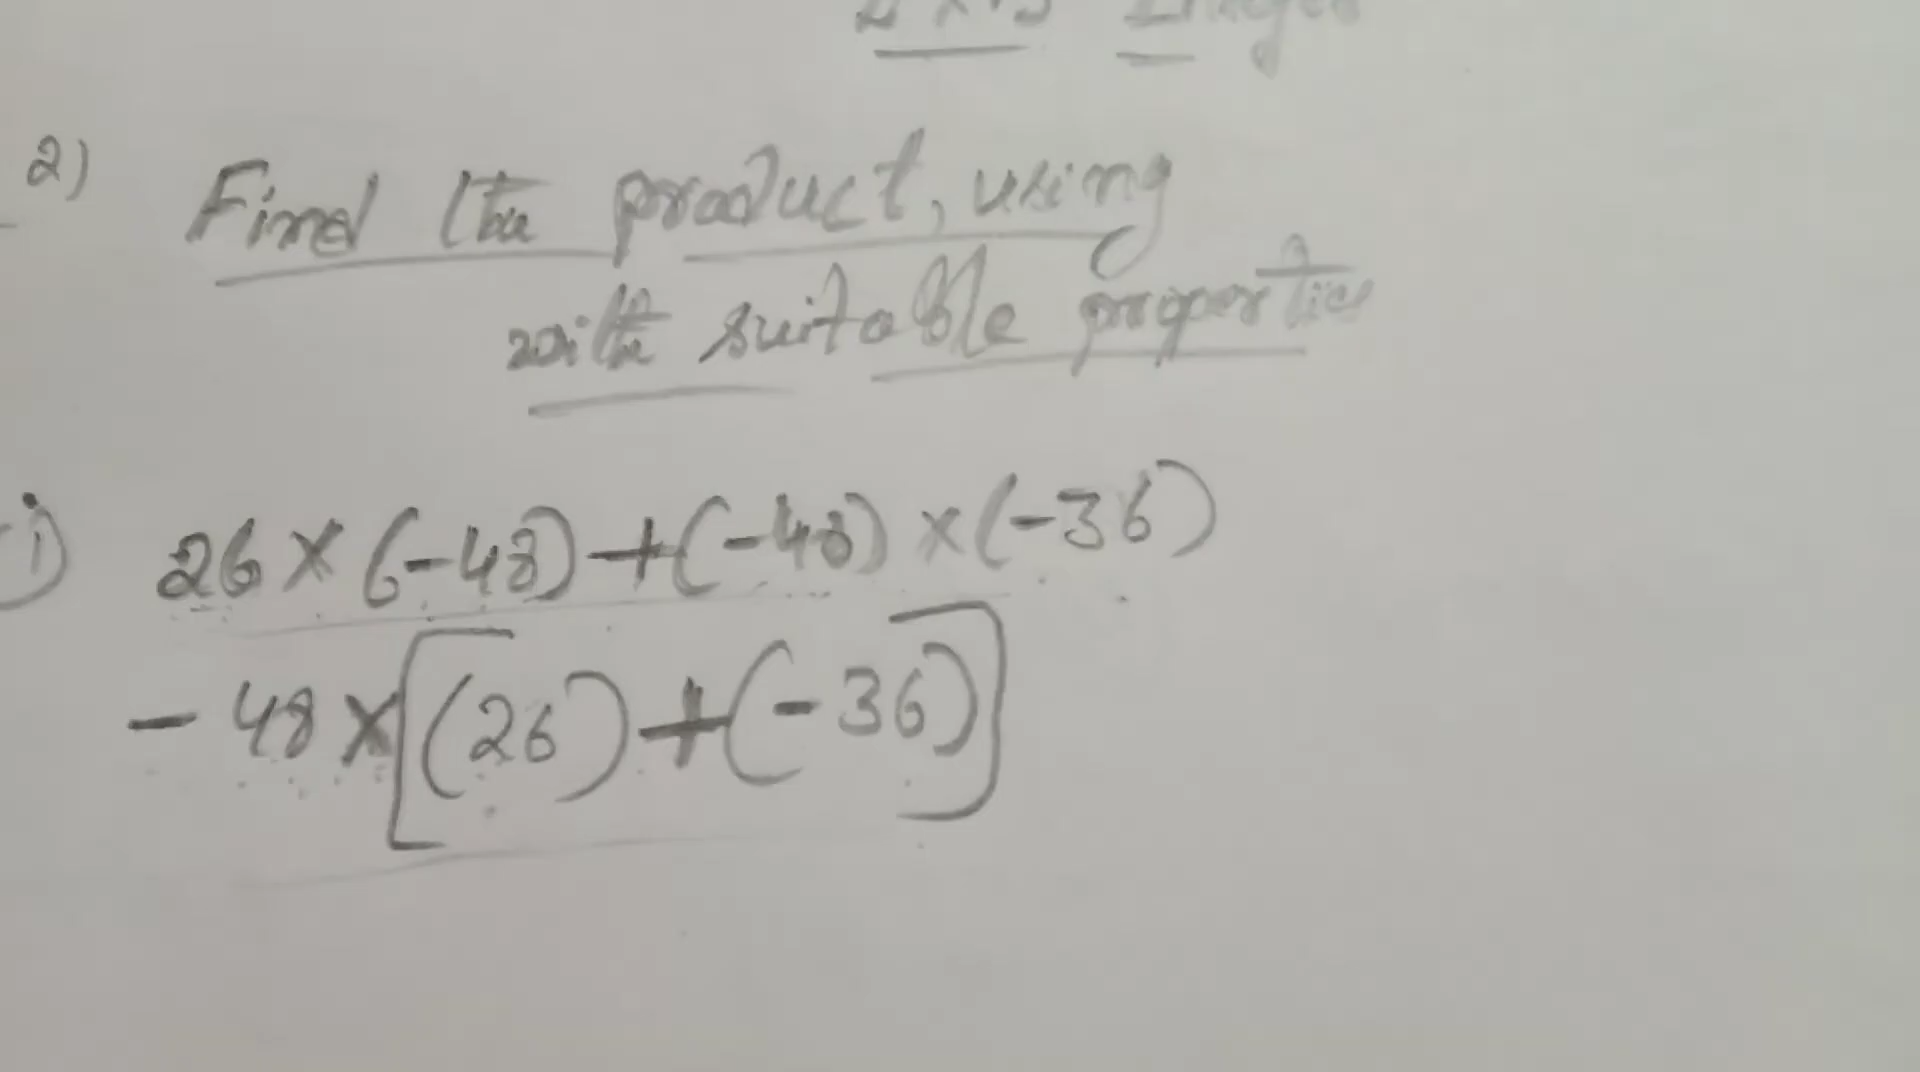 2) Find the product, using
with suitable properties
i) 26 × (-48) + (-48) × (-36)
- 48 × [(26) + (-36)]